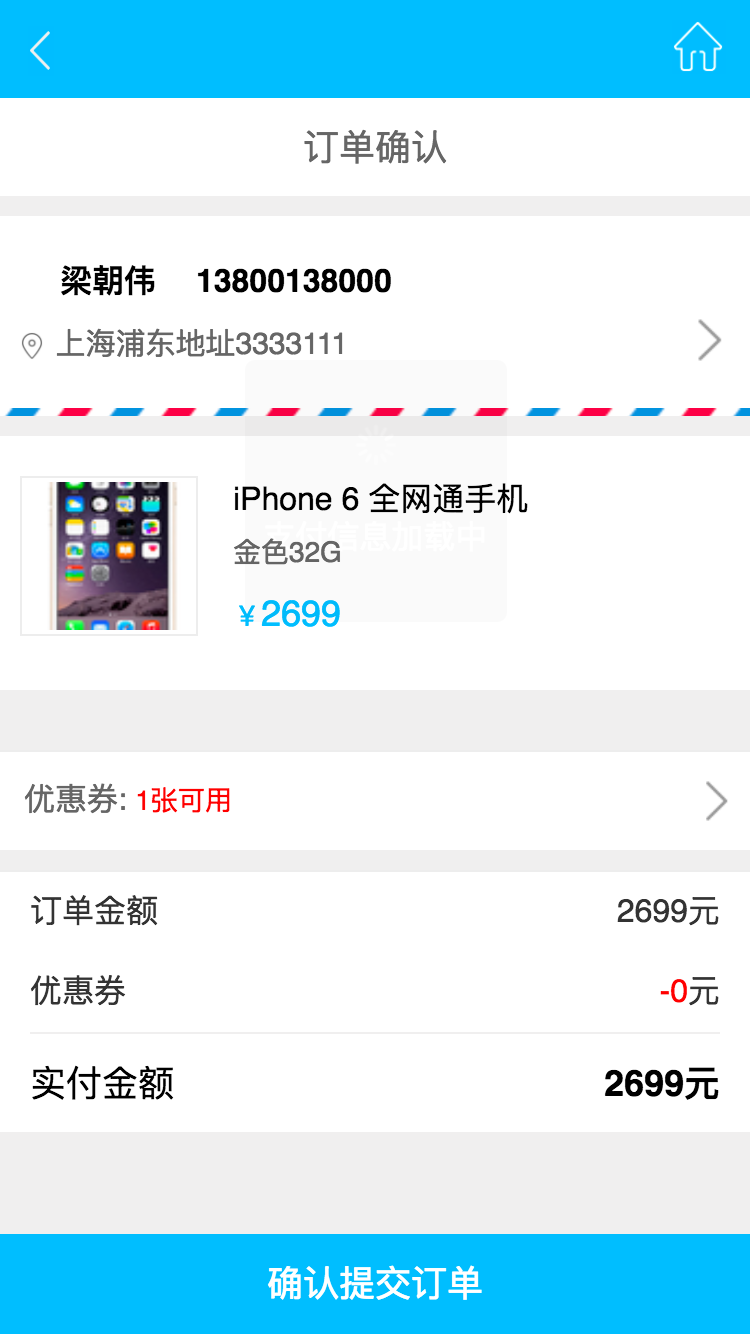 订单确认
梁朝伟 13800138000
上海浦东地址3333111
iPhone 6 全网通手机
支付信息加载中
金色32G
¥2699
优惠券: 1张可用
订单金额 2699元
优惠券 -0元
实付金额 2699元
确认提交订单